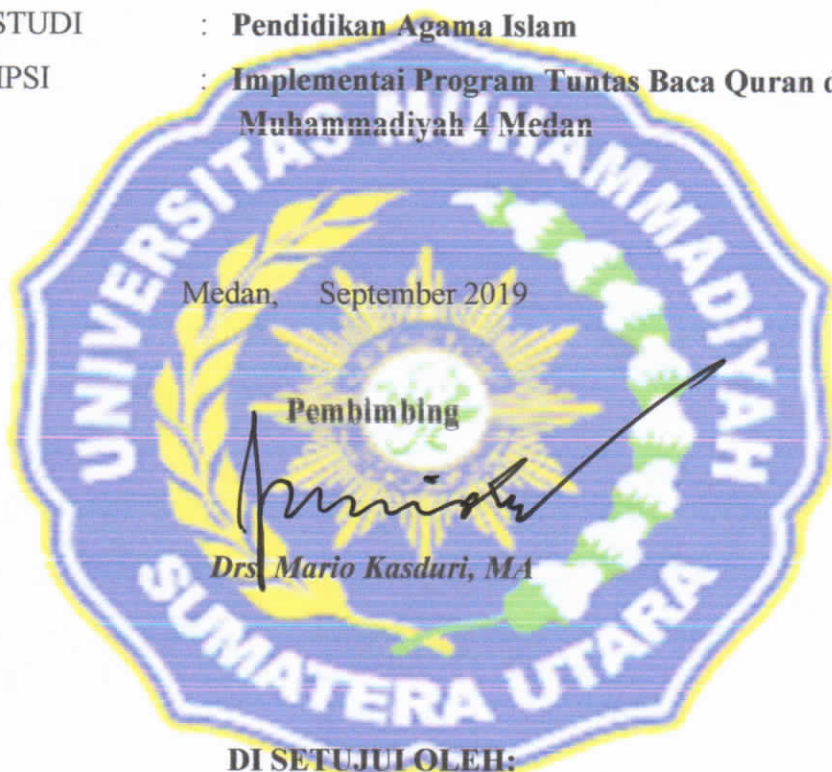 STUDI : Pendidikan Agama Islam
IPSI : Implementai Program Tuntas Baca Quran d
Muhammadiyah 4 Medan
UNIVERSITAS MUHAMMADIYAH
Medan, September 2019
Pembimbing
Drs. Mario Kasduri, MA
SUMATERA UTARA
DI SETUJUI OLEH: